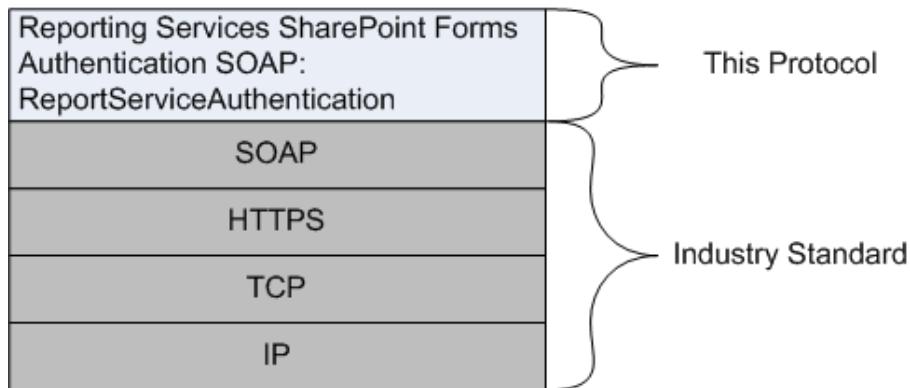 Reporting Services SharePoint Forms
Authentication SOAP:
ReportServiceAuthentication
This Protocol
SOAP
HTTPS
TCP
IP
Industry Standard